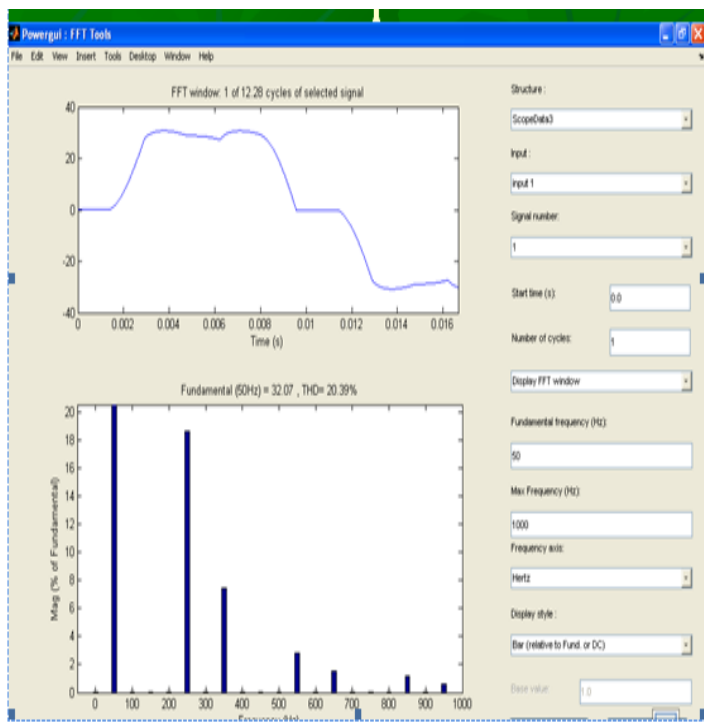 Powergui : FFT Tools
File Edit View Insert Tools Desktop Window Help
FFT window: 1 of 12.28 cycles of selected signal
40
20
0
-20
-40
0 0.002 0.004 0.006 0.008 0.01 0.012 0.014 0.016
Time (s)
Fundamental (50Hz) = 32.07 , THD= 20.39%
20
18
16
14
12
10
8
6
4
2
0
Mag (% of Fundamental)
0 100 200 300 400 500 600 700 800 900 1000
Frequency (Hz)
Structure :
ScopeData3
Input :
input 1
Signal number:
1
Start time (s):
0.0
Number of cycles:
1
Display FFT window
Fundamental frequency (Hz):
50
Max Frequency (Hz):
1000
Frequency axis:
Hertz
Display style :
Bar (relative to Fund. or DC)
Base value:
1.0